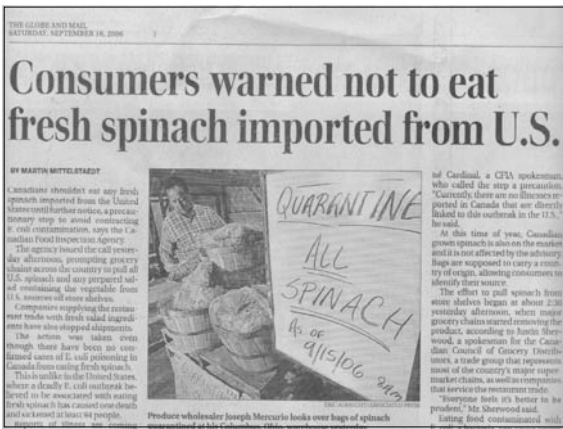 THE GLOBE AND MAIL
SATURDAY, SEPTEMBER 16, 2006
Consumers warned not to eat
fresh spinach imported from U.S.
BY MARTIN MITTELSTAEDT
Canadians shouldn't eat any fresh
spinach imported from the United
States until further notice, a precau-
tionary step to avoid contracting
E. coli contamination, says the Ca-
nadian Food Inspection Agency.
The agency issued the call yester-
day afternoon, prompting grocery
chains across the country to pull all
U.S. spinach and any prepared sal-
ad containing the vegetable from
U.S. sources off store shelves.
Companies supplying the restau-
rant trade with fresh salad ingredi-
ents have also stopped shipments.
The action was taken even
though there have been no con-
firmed cases of E. coli poisoning in
Canada from eating fresh spinach.
This is unlike in the United States,
where a deadly E. coli outbreak be-
lieved to be associated with eating
fresh spinach has caused one death
and sickened at least 94 people.
Reports of illness are coming
QUARANTINE
ALL
SPINACH
As OF
9/15/06 2pm
Produce wholesaler Joseph Mercurio looks over bags of spinach
quarantined at his Columbus, Ohio, warehouse yesterday.
né Cardinal, a CFIA spokesman,
who called the step a precaution.
"Currently, there are no illnesses re-
ported in Canada that are directly
linked to this outbreak in the U.S.,"
he said.
At this time of year, Canadian
grown spinach is also on the market
and it is not affected by the advisory.
Bags are supposed to carry a coun-
try of origin, allowing consumers to
identify their source.
The effort to pull spinach from
store shelves began at about 2:30
yesterday afternoon, when major
grocery chains started removing the
product, according to Justin Sher-
wood, a spokesman for the Cana-
dian Council of Grocery Distrib-
utors, a trade group that represents
most of the country's major super-
market chains, as well as companies
that service the restaurant trade.
"Everyone feels it's better to be
prudent," Mr. Sherwood said.
Eating food contaminated with